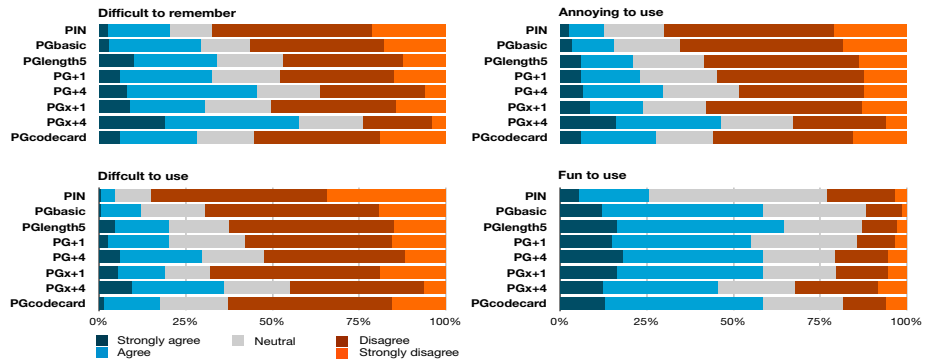 Difficult to remember
PIN
PGbasic
PGlength5
PG+1
PG+4
PGx+1
PGx+4
PGcodecard
Annoying to use
PIN
PGbasic
PGlength5
PG+1
PG+4
PGx+1
PGx+4
PGcodecard
Diffcult to use
PIN
PGbasic
PGlength5
PG+1
PG+4
PGx+1
PGx+4
PGcodecard
0% 25% 50% 75% 100%
Fun to use
PIN
PGbasic
PGlength5
PG+1
PG+4
PGx+1
PGx+4
PGcodecard
0% 25% 50% 75% 100%
Strongly agree Neutral Disagree
Agree Strongly disagree